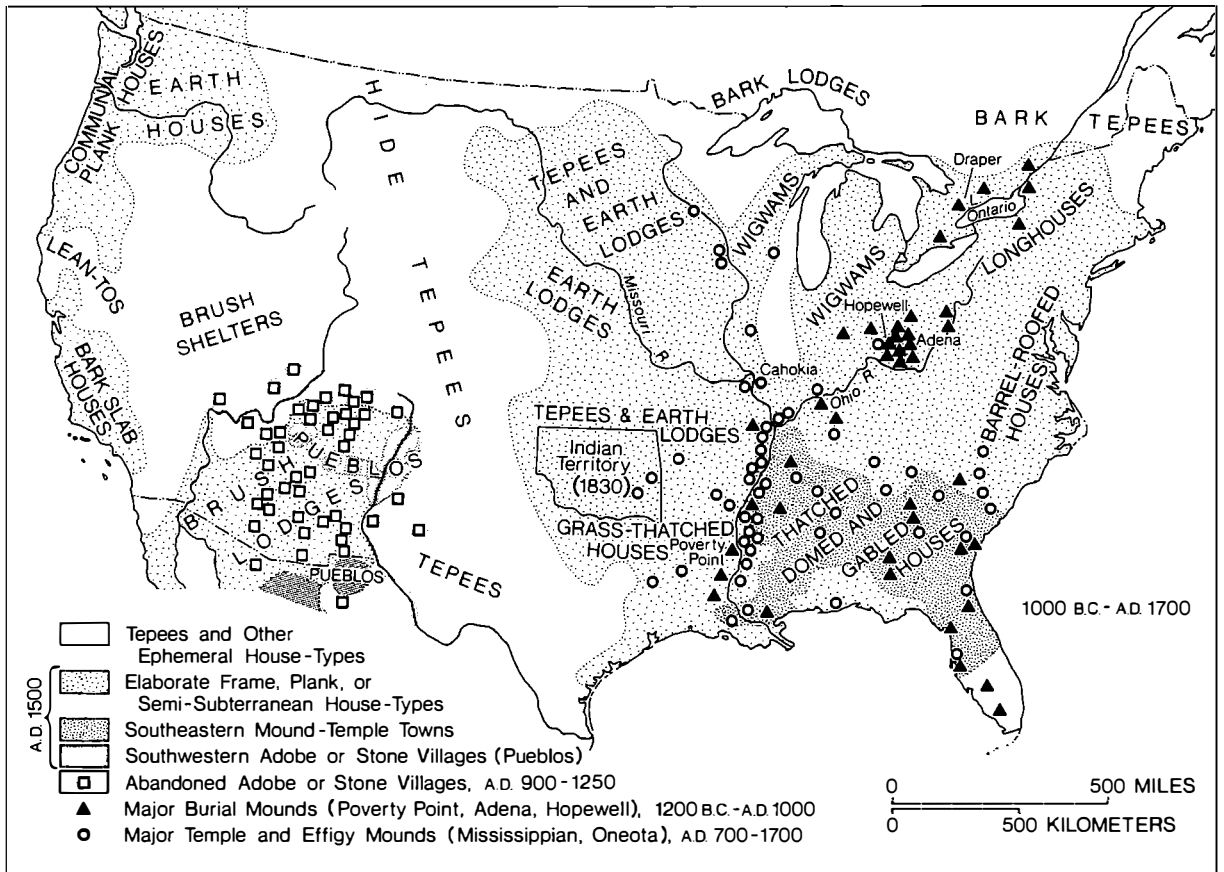 COMMUNAL
PLANK
HOUSES
EARTH
HOUSES
HIDE TEPEES
BARK LODGES
BARK TEPEES
TEPEES
AND
EARTH
LODGES
WIGWAMS
Draper
L.
Ontario
LONGHOUSES
LEAN-TOS
BRUSH
SHELTERS
EARTH
LODGES
Missouri R.
WIGWAMS
Hopewell
Adena
BARK SLAB
HOUSES
Cahokia
Ohio R.
BARREL ROOFED
HOUSES
TEPEES & EARTH
LODGES
Indian
Territory
(1830)
PUEBLOS
BRUSH
LODGES
GRASS-THATCHED
HOUSES
Poverty
Point
THATCHED
DOMED AND
GABLED
HOUSES
PUEBLOS
TEPEES
1000 B.C.- A.D. 1700
Tepees and Other
Ephemeral House-Types
A.D. 1500
Elaborate Frame, Plank, or
Semi-Subterranean House-Types
Southeastern Mound-Temple Towns
Southwestern Adobe or Stone Villages (Pueblos)
Abandoned Adobe or Stone Villages, A.D. 900-1250
Major Burial Mounds (Poverty Point, Adena, Hopewell), 1200 B.C.-A.D. 1000
Major Temple and Effigy Mounds (Mississippian, Oneota), A.D. 700-1700
0 500 MILES
0 500 KILOMETERS